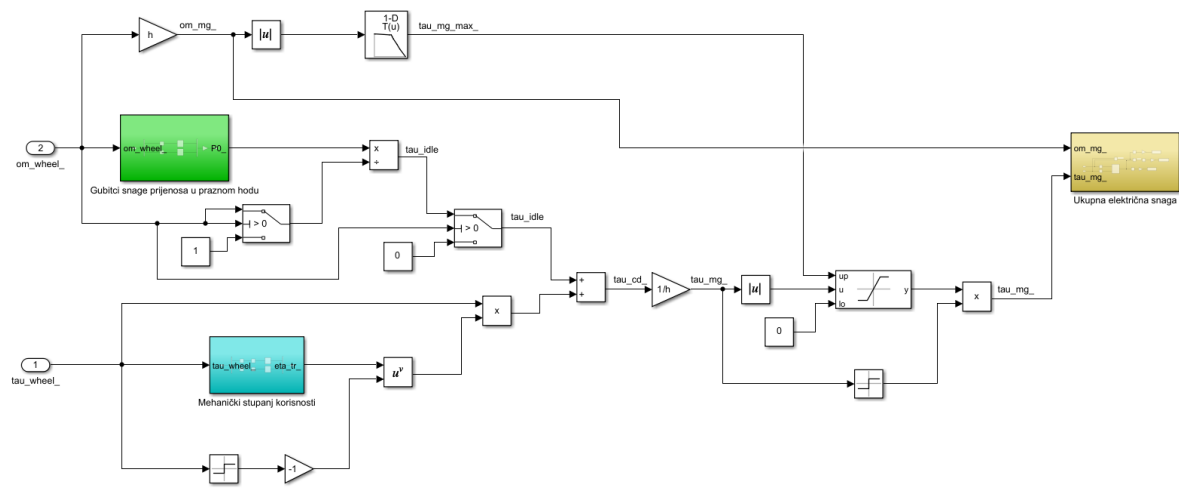 om_mg_
h
|u|
1-D
T(u)
tau_mg_max_
2
om_wheel_
om_wheel_
P0_
Gubitci snage prijenosa u praznom hodu
x
÷
tau_idle
> 0
1
> 0
0
tau_idle
om_mg_
tau_mg_
Ukupna električna snaga
+
+
tau_cd_
1/h
tau_mg_
|u|
up
u
lo
y
0
x
tau_mg_
x
1
tau_wheel_
tau_wheel_
eta_tr_
Mehanički stupanj korisnosti
u^v
-1